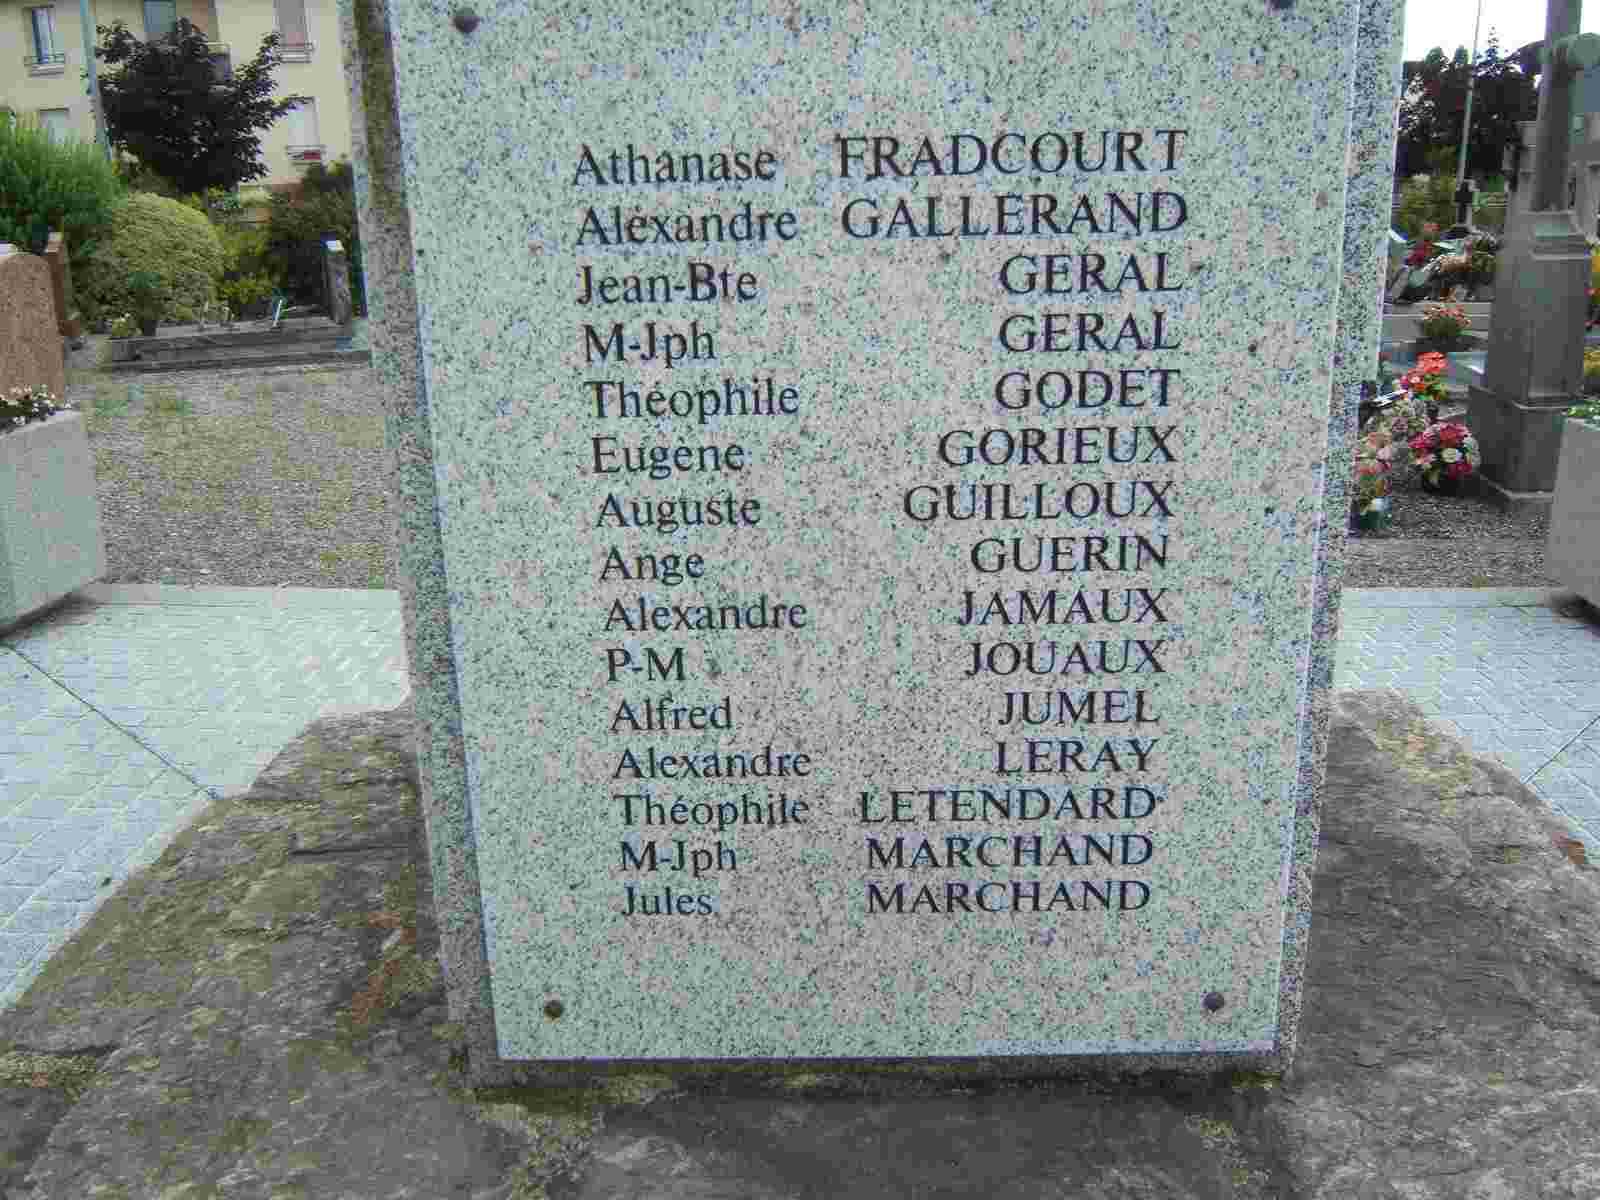 Athanase FRADCOURT
Alexandre GALLERAND
Jean-Bte GERAL
M-Jph GERAL
Théophile GODET
Eugène GORIEUX
Auguste GUILLOUX
Ange GUERIN
Alexandre JAMAUX
P-M JOUAUX
Alfred JUMEL
Alexandre LERAY
Théophile LETENDARD
M-Jph MARCHAND
Jules MARCHAND